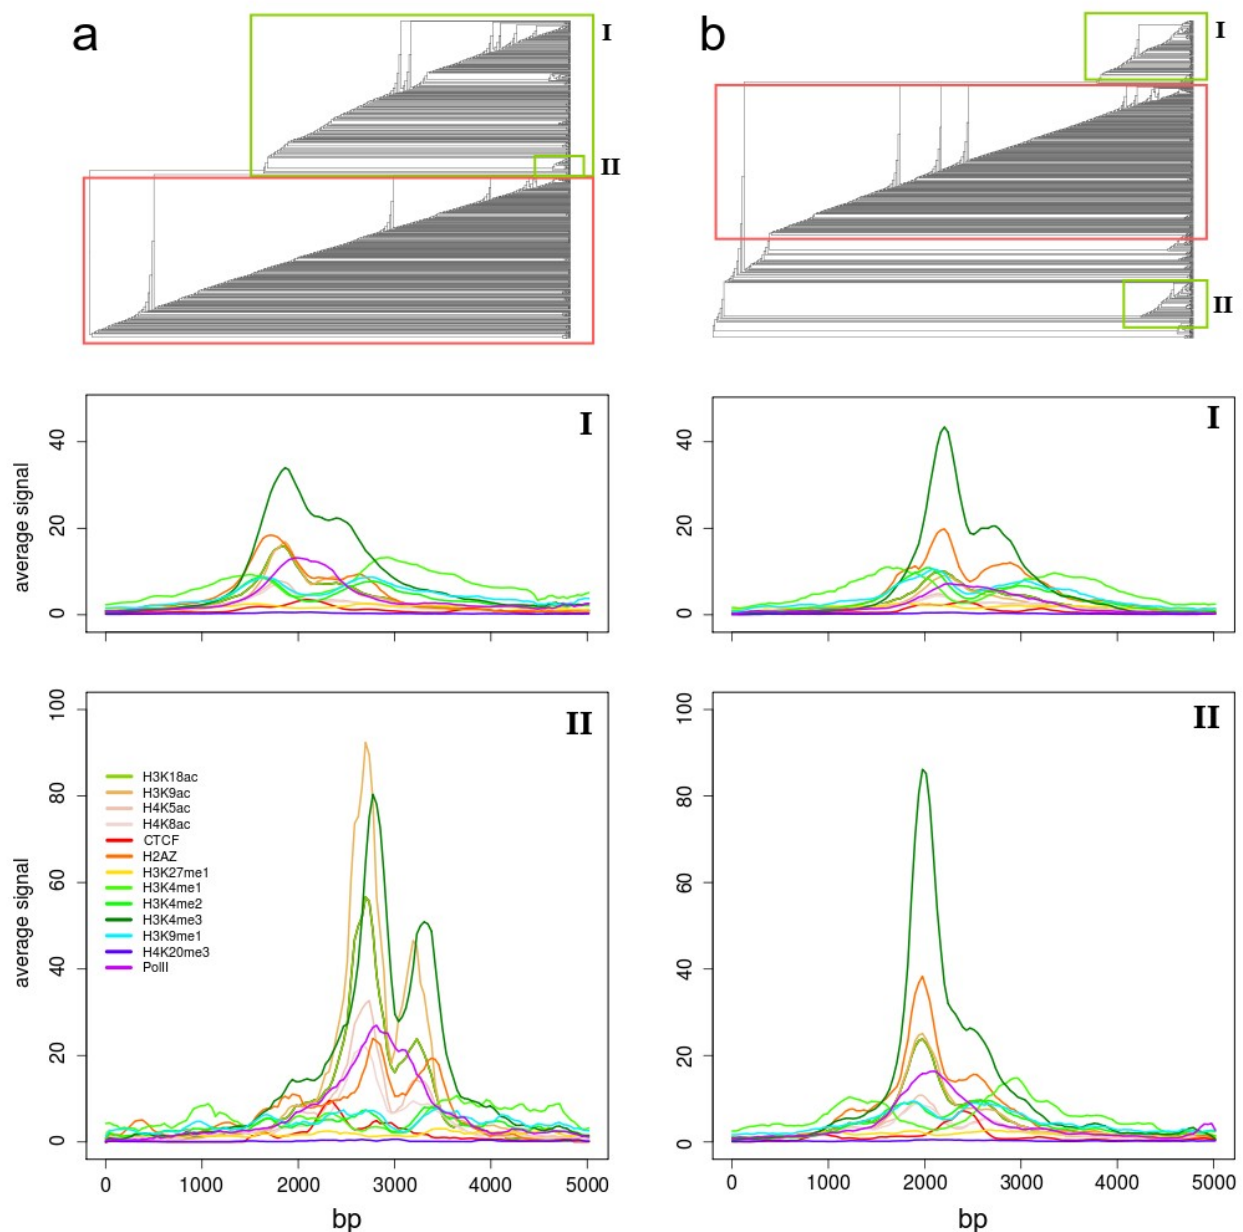 a
I
II
b
I
II
I
average signal
40
20
0
I
40
20
0
II
average signal
100
80
60
40
20
0
H3K18ac
H3K9ac
H4K5ac
H4K8ac
CTCF
H2AZ
H3K27me1
H3K4me1
H3K4me2
H3K4me3
H3K9me1
H4K20me3
PolII
0 1000 2000 3000 4000 5000
bp
II
100
80
60
40
20
0
0 1000 2000 3000 4000 5000
bp